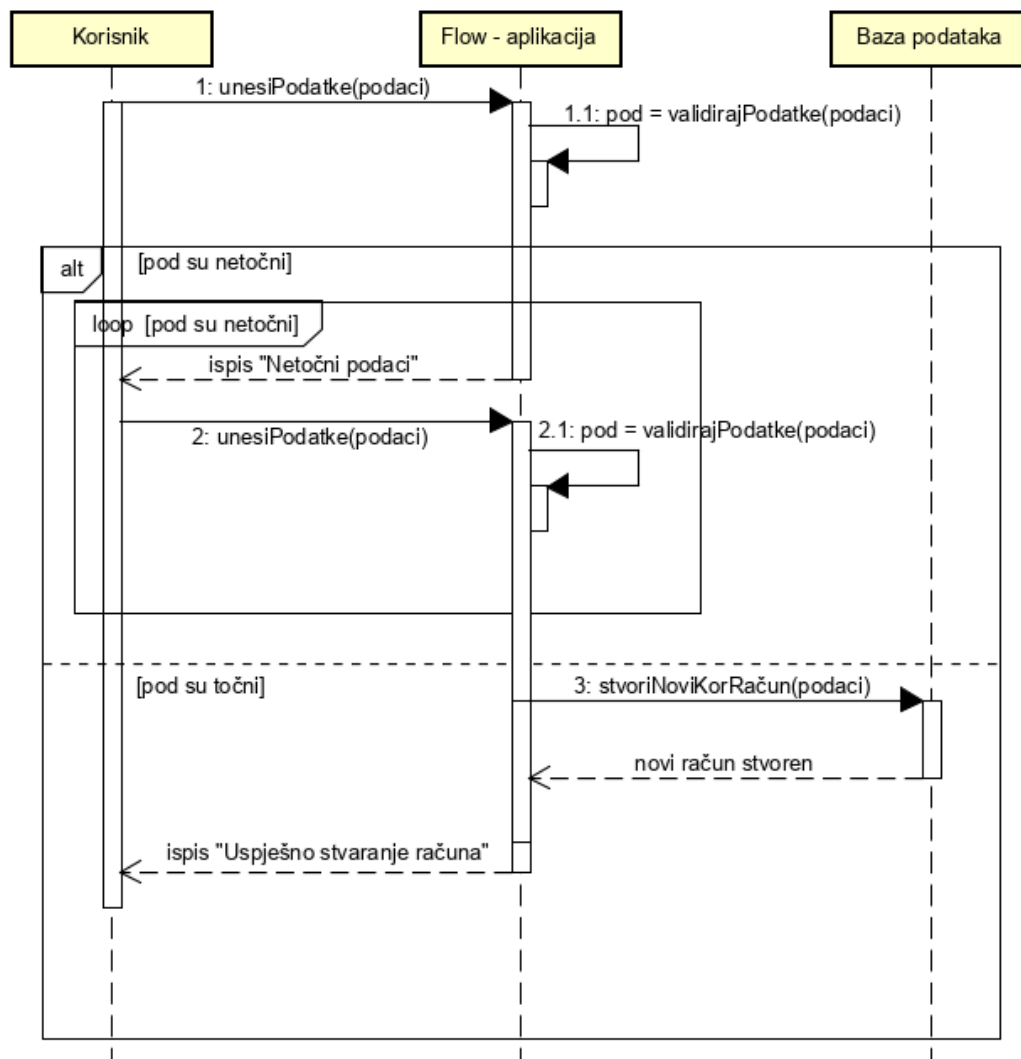 Korisnik
Flow - aplikacija
Baza podataka
1: unesiPodatke(podaci)
1.1: pod = validirajPodatke(podaci)
alt
[pod su netočni]
loop [pod su netočni]
ispis "Netočni podaci"
2: unesiPodatke(podaci)
2.1: pod = validirajPodatke(podaci)
[pod su točni]
3: stvoriNoviKorRačun(podaci)
novi račun stvoren
ispis "Uspješno stvaranje računa"